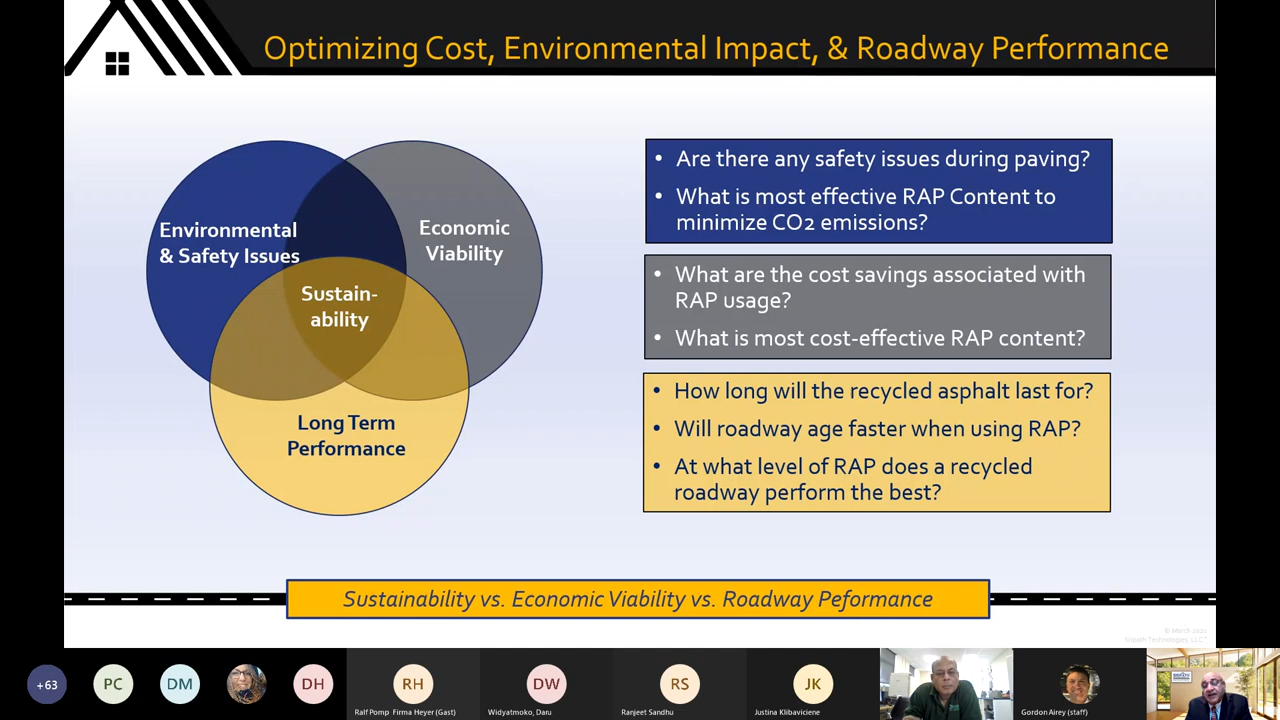 Optimizing Cost, Environmental Impact, & Roadway Performance
Environmental
& Safety Issues
Economic
Viability
Sustain-
ability
Long Term
Performance
• Are there any safety issues during paving?
• What is most effective RAP Content to
minimize CO2 emissions?
• What are the cost savings associated with
RAP usage?
• What is most cost-effective RAP content?
• How long will the recycled asphalt last for?
• Will roadway age faster when using RAP?
• At what level of RAP does a recycled
roadway perform the best?
Sustainability vs. Economic Viability vs. Roadway Peformance
+63
PC
DM
DH
RH
Ralf Pomp Firma Heyer (Gast)
DW
Widyatmoko, Daru
RS
Ranjeet Sandhu
JK
Justina Klibaviciene
Gordon Airey (staff)